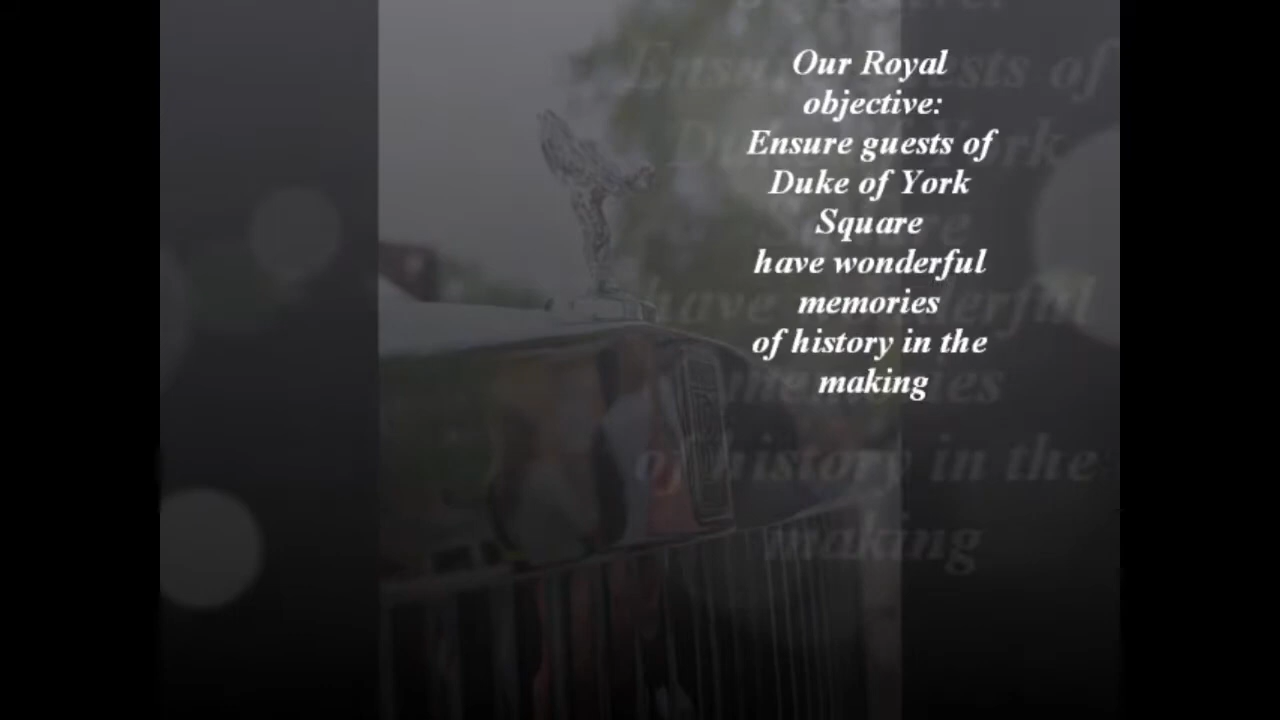 Our Royal
objective:
Ensure guests of
Duke of York
Square
have wonderful
memories
of history in the
making